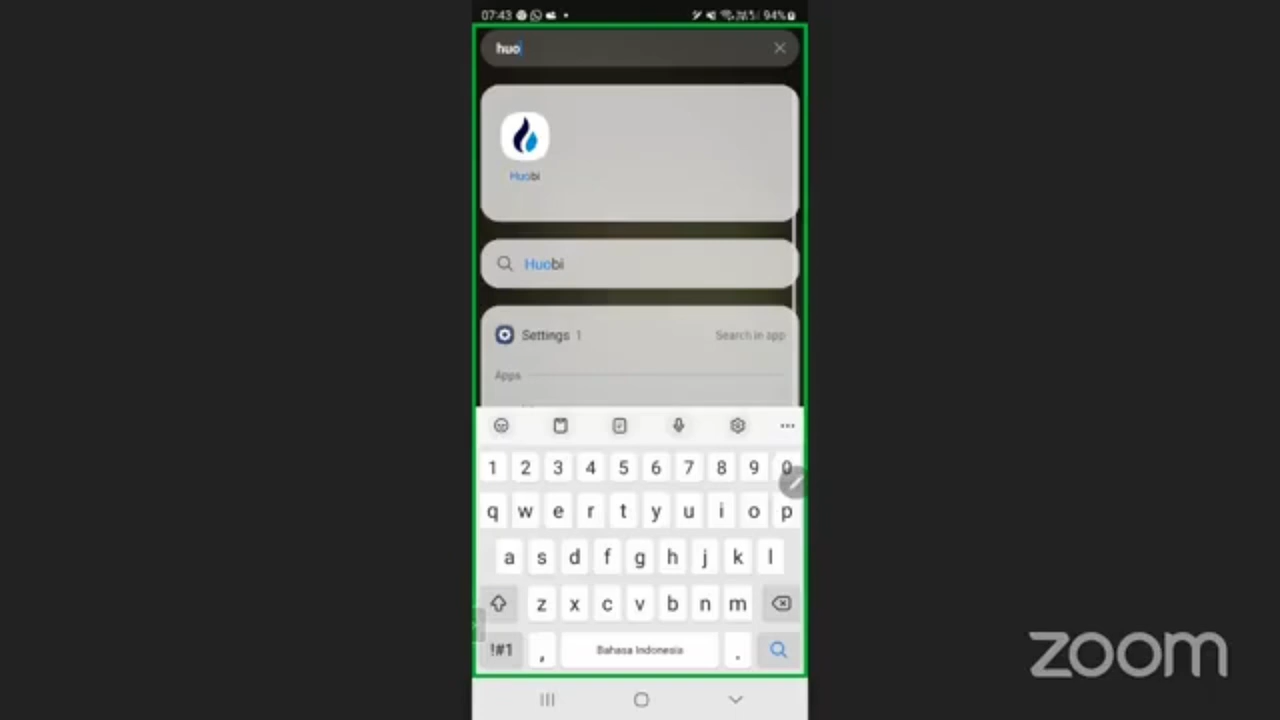 07:43 94%
huo
Huobi
Huobi
Settings 1 Search in app
Apps
1 2 3 4 5 6 7 8 9 0
q w e r t y u i o p
a s d f g h j k l
z x c v b n m
!#1 , Bahasa Indonesia .
zoom